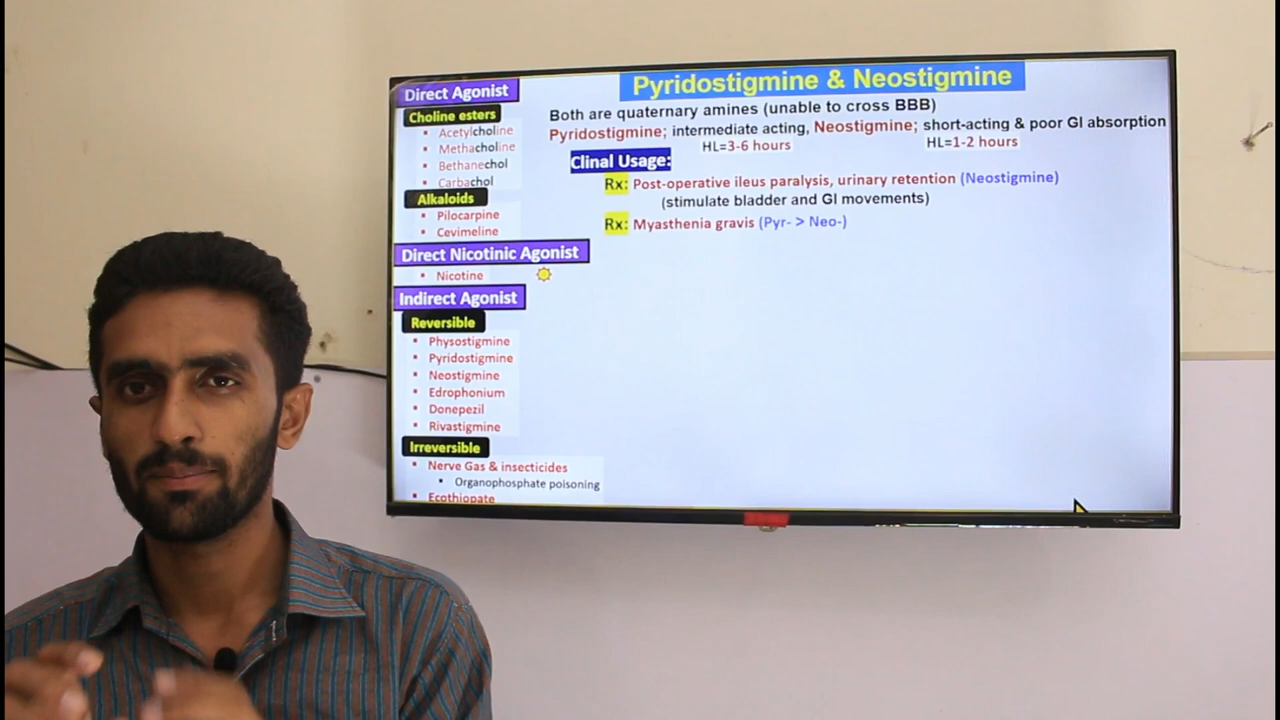 Direct Agonist
Choline esters
Acetylcholine
Methacholine
Bethanechol
Carbachol
Alkaloids
Pilocarpine
Cevimeline
Direct Nicotinic Agonist
Nicotine
Indirect Agonist
Reversible
Physostigmine
Pyridostigmine
Neostigmine
Edrophonium
Donepezil
Rivastigmine
Irreversible
Nerve Gas & insecticides
Organophosphate poisoning
Ecothiopate
Pyridostigmine & Neostigmine
Both are quaternary amines (unable to cross BBB)
Pyridostigmine; intermediate acting, Neostigmine; short-acting & poor GI absorption
HL=3-6 hours HL=1-2 hours
Clinal Usage:
Rx: Post-operative ileus paralysis, urinary retention (Neostigmine)
(stimulate bladder and GI movements)
Rx: Myasthenia gravis (Pyr- > Neo-)